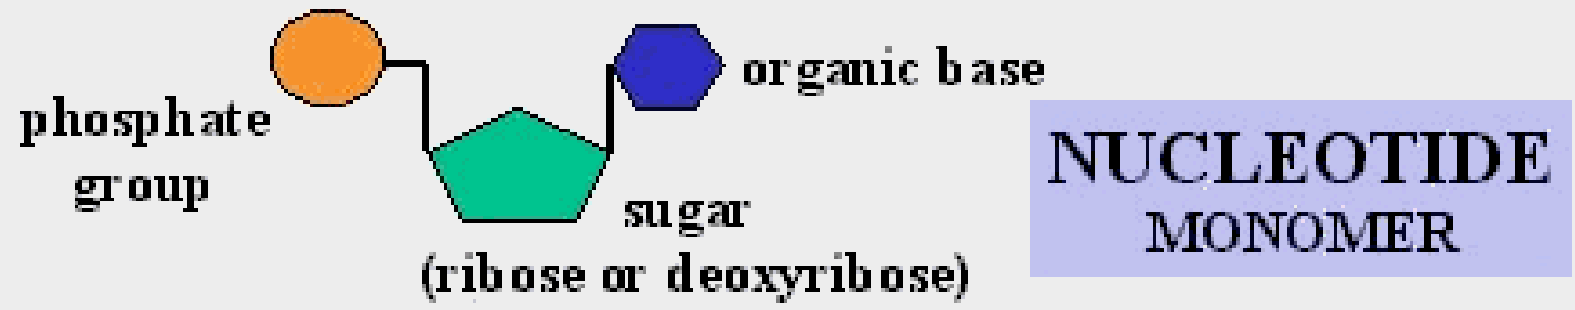 phosphate
group
organic base
sugar
(ribose or deoxyribose)
NUCLEOTIDE
MONOMER